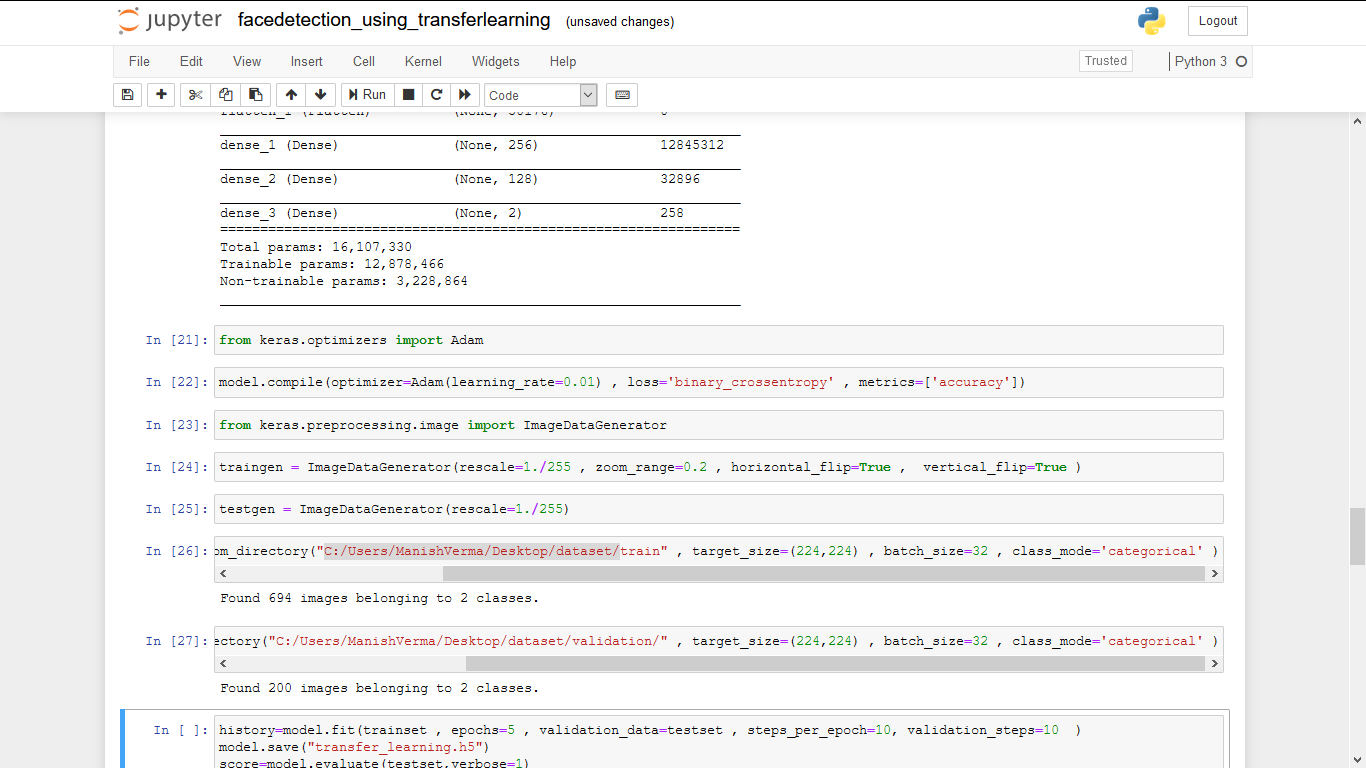 jupyter facedetection_using_transferlearning (unsaved changes) Logout
File Edit View Insert Cell Kernel Widgets Help Trusted Python 3
Run Code
flatten_1 (Flatten) (None, 50176) 0
dense_1 (Dense) (None, 256) 12845312
dense_2 (Dense) (None, 128) 32896
dense_3 (Dense) (None, 2) 258
=================================================================
Total params: 16,107,330
Trainable params: 12,878,466
Non-trainable params: 3,228,864
In [21]: from keras.optimizers import Adam
In [22]: model.compile(optimizer=Adam(learning_rate=0.01) , loss='binary_crossentropy' , metrics=['accuracy'])
In [23]: from keras.preprocessing.image import ImageDataGenerator
In [24]: traingen = ImageDataGenerator(rescale=1./255 , zoom_range=0.2 , horizontal_flip=True ,  vertical_flip=True )
In [25]: testgen = ImageDataGenerator(rescale=1./255)
In [26]: om_directory("C:/Users/ManishVerma/Desktop/dataset/train" , target_size=(224,224) , batch_size=32 , class_mode='categorical' )
Found 694 images belonging to 2 classes.
In [27]: ectory("C:/Users/ManishVerma/Desktop/dataset/validation/" , target_size=(224,224) , batch_size=32 , class_mode='categorical' )
Found 200 images belonging to 2 classes.
In [ ]: history=model.fit(trainset , epochs=5 , validation_data=testset , steps_per_epoch=10, validation_steps=10  )
model.save("transfer_learning.h5")
score=model.evaluate(testset,verbose=1)